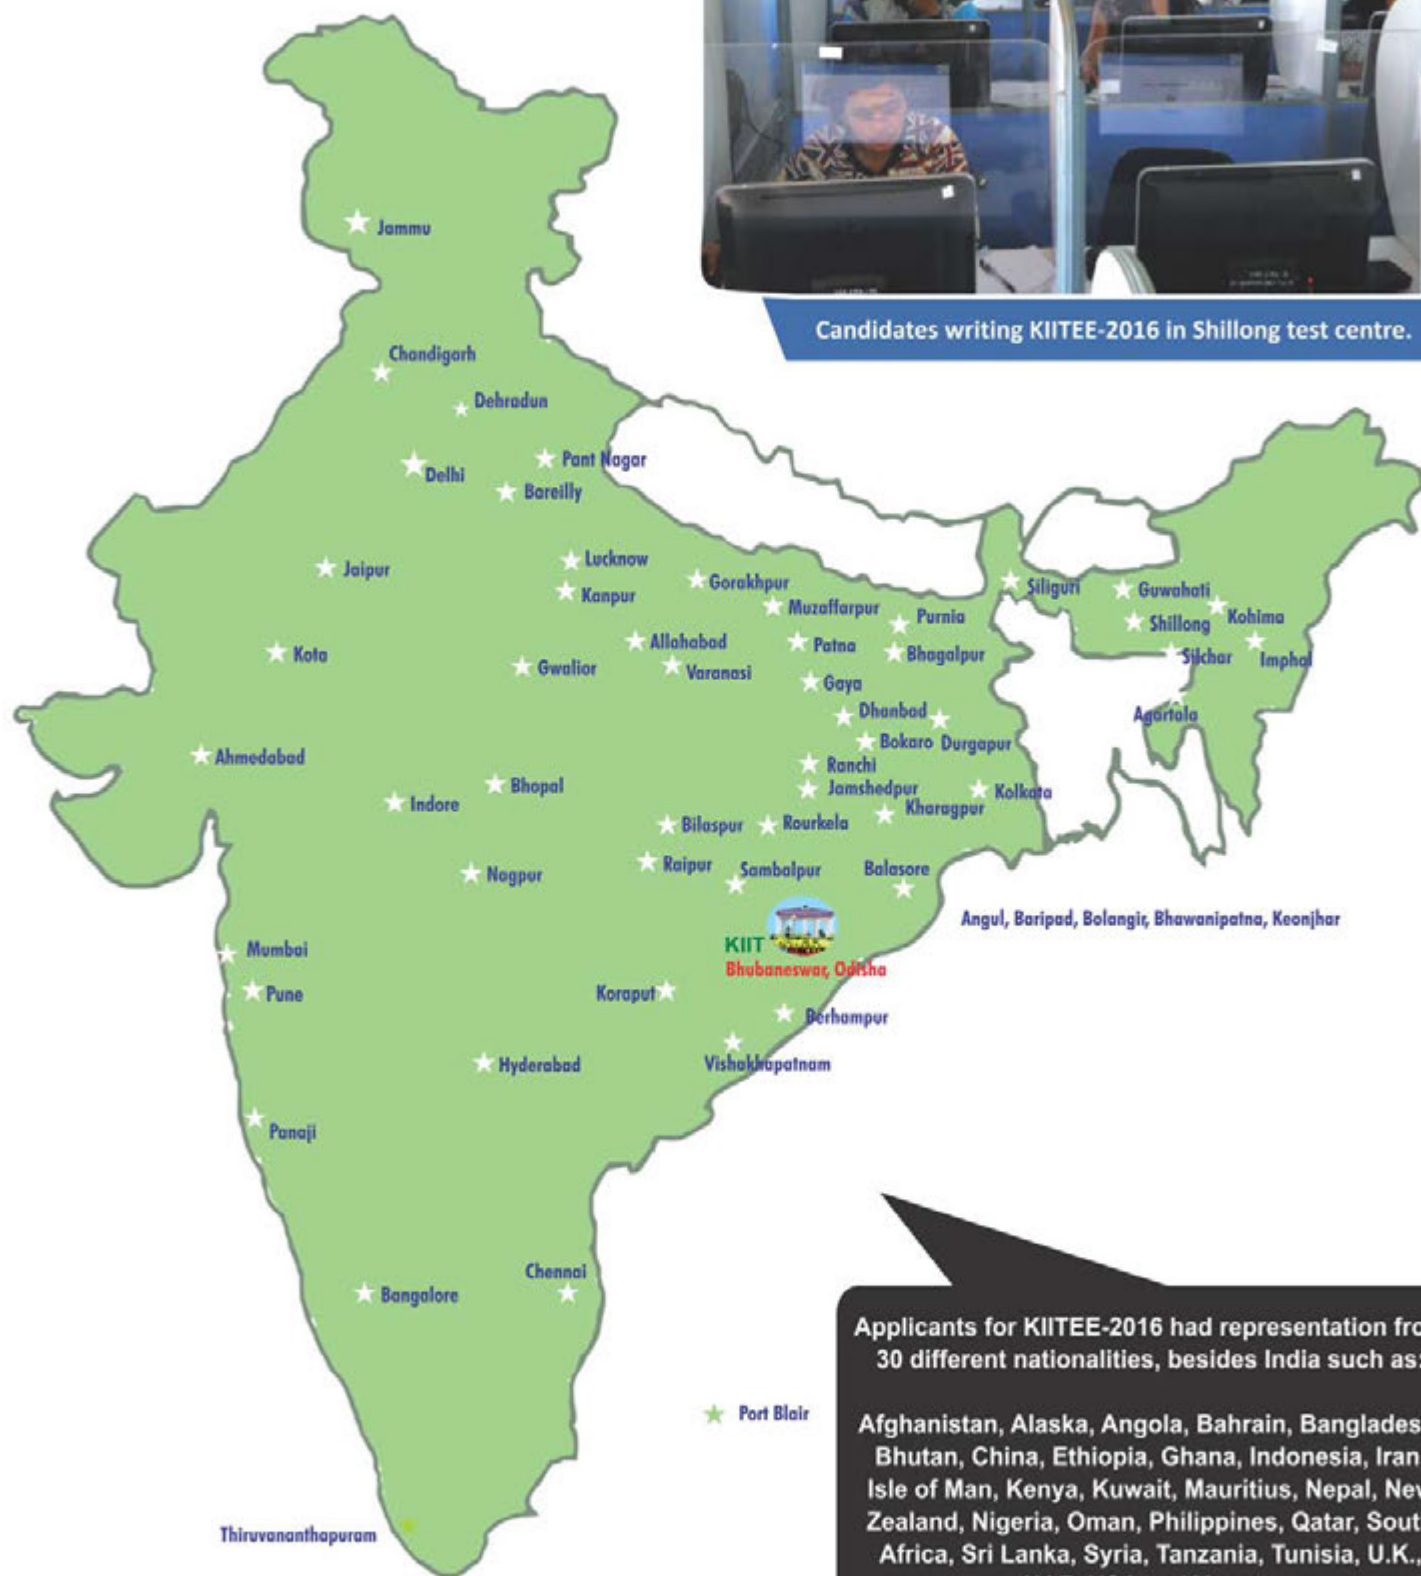 Candidates writing KIITEE-2016 in Shillong test centre.
Jammu
Chandigarh
Dehradun
Delhi
Pant Nagar
Bareilly
Jaipur
Lucknow
Kanpur
Gorakhpur
Muzaffarpur
Purnia
Siliguri
Guwahati
Kohima
Shillong
Silchar
Imphal
Kota
Gwalior
Allahabad
Varanasi
Patna
Bhagalpur
Gaya
Dhanbad
Durgapur
Bokaro
Agartala
Ahmedabad
Indore
Bhopal
Ranchi
Jamshedpur
Kolkata
Kharagpur
Bilaspur
Rourkela
Nagpur
Raipur
Sambalpur
Balasore
Angul, Baripad, Bolangir, Bhawanipatna, Keonjhar
KIIT
Bhubaneswar, Odisha
Mumbai
Pune
Koraput
Berhampur
Hyderabad
Vishakhapatnam
Panaji
Bangalore
Chennai
Port Blair
Thiruvananthapuram
Applicants for KIITEE-2016 had representation fro
30 different nationalities, besides India such as:
Afghanistan, Alaska, Angola, Bahrain, Banglades
Bhutan, China, Ethiopia, Ghana, Indonesia, Iran
Isle of Man, Kenya, Kuwait, Mauritius, Nepal, New
Zealand, Nigeria, Oman, Philippines, Qatar, Sout
Africa, Sri Lanka, Syria, Tanzania, Tunisia, U.K.,